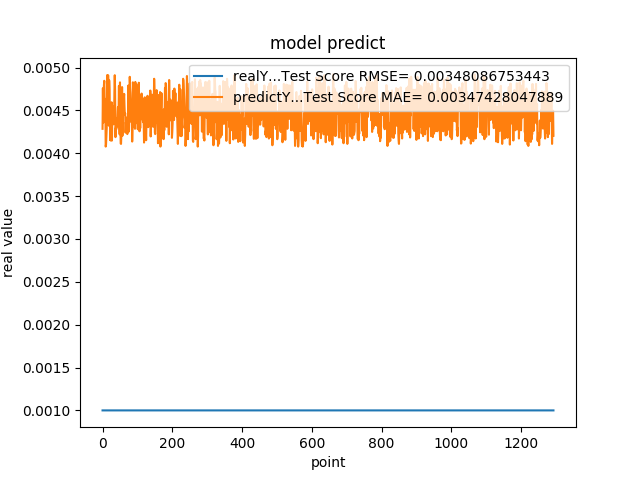 model predict
realY...Test Score RMSE= 0.00348086753443
predictY...Test Score MAE= 0.00347428047889
0.0050
0.0045
0.0040
0.0035
0.0030
0.0025
0.0020
0.0015
0.0010
real value
0 200 400 600 800 1000 1200
point